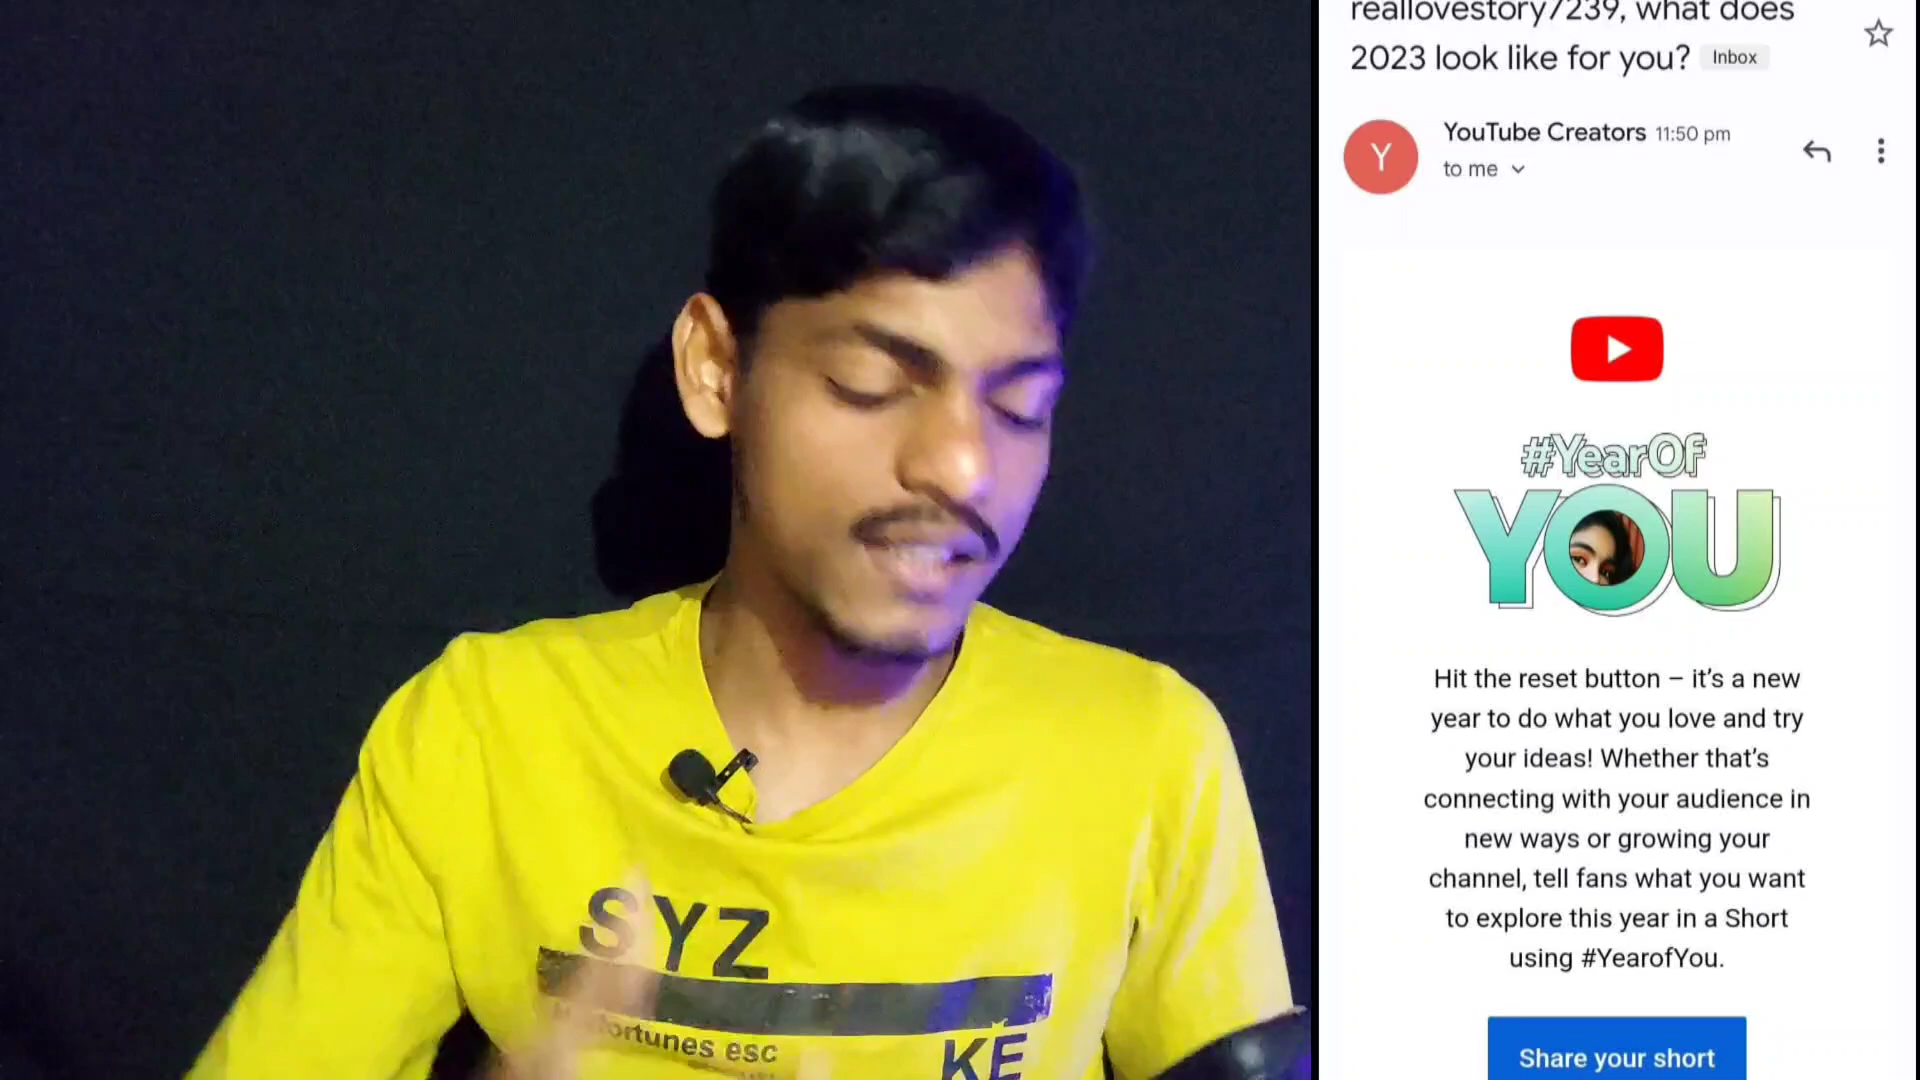 reallovestory7239, what does
2023 look like for you? Inbox
YouTube Creators 11:50 pm
to me
Y
#YearOf
YOU
Hit the reset button – it’s a new
year to do what you love and try
your ideas! Whether that’s
connecting with your audience in
new ways or growing your
channel, tell fans what you want
to explore this year in a Short
using #YearofYou.
Share your short
SYZ
ortunes esc
KE